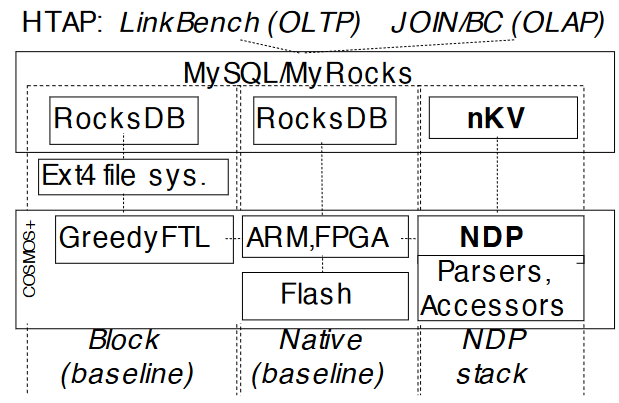 HTAP: LinkBench (OLTP) JOIN/BC (OLAP)
MySQL/MyRocks
RocksDB RocksDB nKV
Ext4 file sys.
COSMOS+
GreedyFTL ARM,FPGA NDP
Flash Parsers,
Accessors
Block Native NDP
(baseline) (baseline) stack